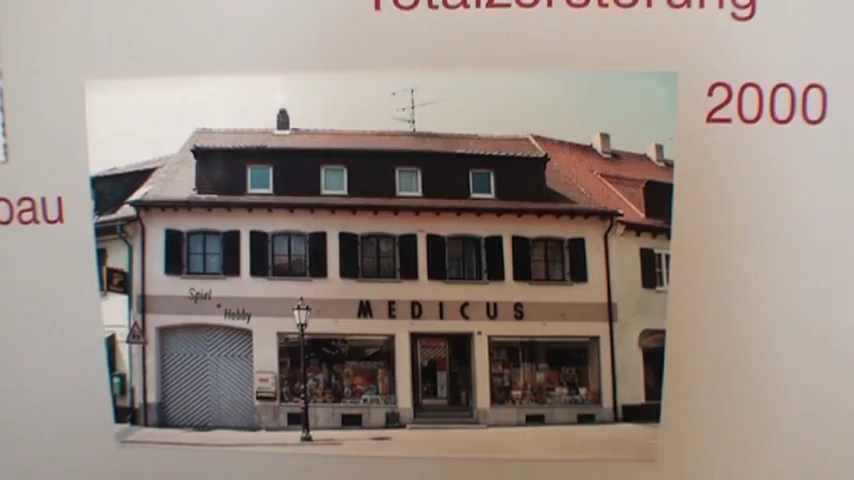 Totalzerstörung
2000
bau
Spiel + Hobby
MEDICUS